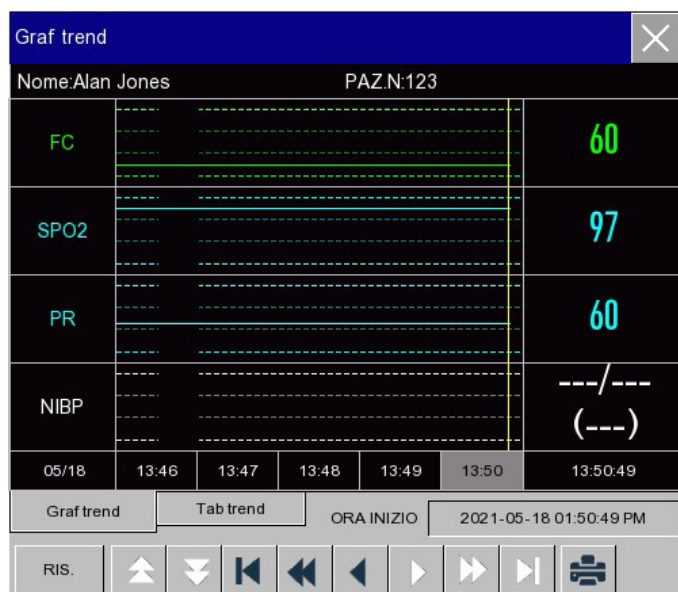 Graf trend
Nome:Alan Jones PAZ.N:123
FC 60
SPO2 97
PR 60
NIBP ---/---
(---)
05/18 13:46 13:47 13:48 13:49 13:50 13:50:49
Graf trend Tab trend ORA INIZIO 2021-05-18 01:50:49 PM
RIS.